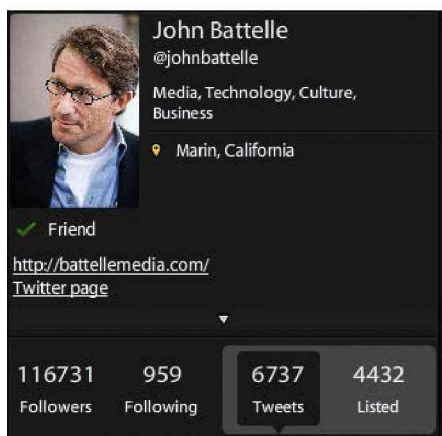 John Battelle
@johnbattelle
Media, Technology, Culture,
Business
Marin, California
Friend
http://battellemedia.com/
Twitter page
116731 959 6737 4432
Followers Following Tweets Listed